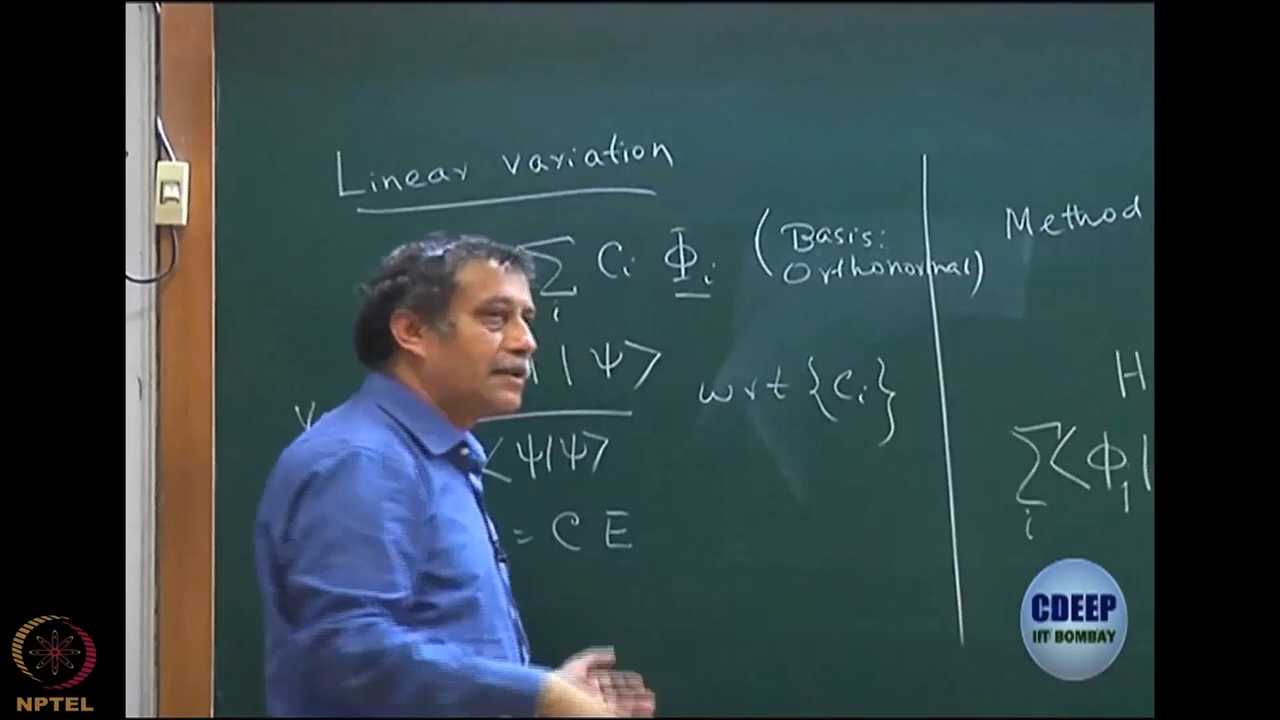 Linear variation
∑ i Cᵢ Φᵢ (Basis: Orthonormal)
| Ψ> wrt {Cᵢ}
<Ψ|Ψ>
= C E
Method
H
∑ i <Φ₁|
CDEEP
IIT BOMBAY
NPTEL